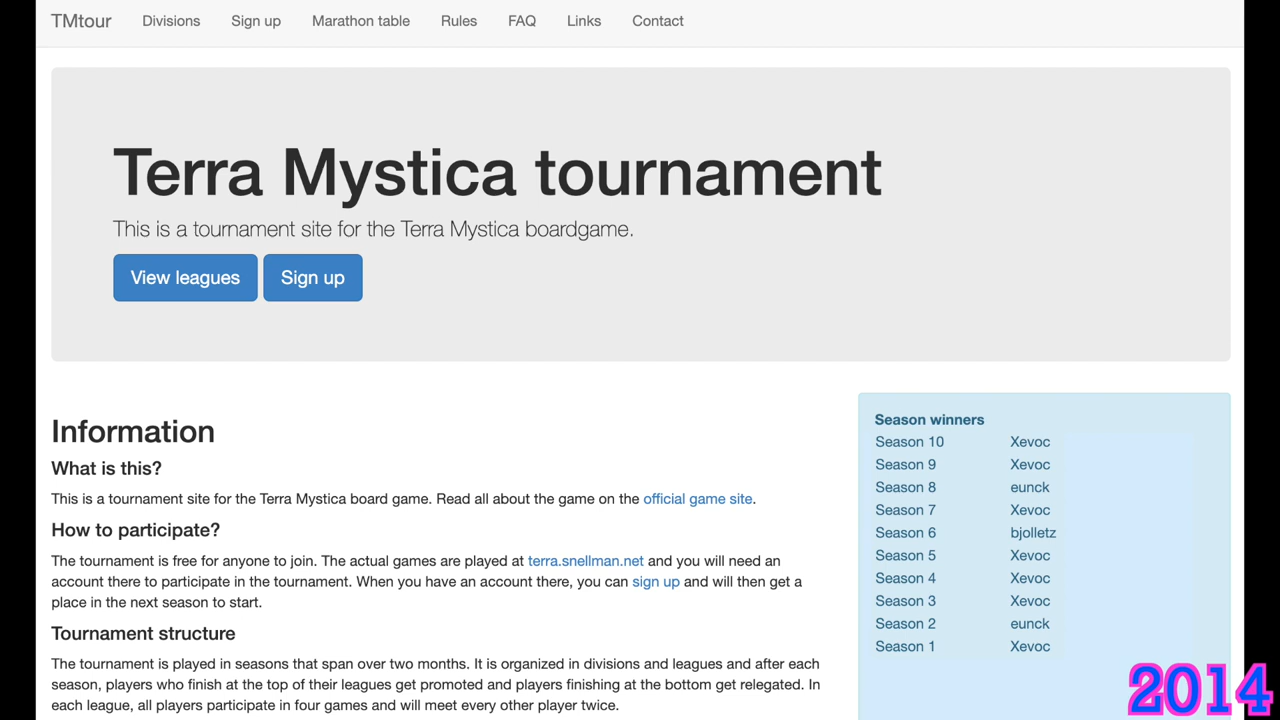 TMtour Divisions Sign up Marathon table Rules FAQ Links Contact
Terra Mystica tournament
This is a tournament site for the Terra Mystica boardgame.
View leagues Sign up
Information
What is this?
This is a tournament site for the Terra Mystica board game. Read all about the game on the official game site.
How to participate?
The tournament is free for anyone to join. The actual games are played at terra.snellman.net and you will need an
account there to participate in the tournament. When you have an account there, you can sign up and will then get a
place in the next season to start.
Tournament structure
The tournament is played in seasons that span over two months. It is organized in divisions and leagues and after each
season, players who finish at the top of their leagues get promoted and players finishing at the bottom get relegated. In
each league, all players participate in four games and will meet every other player twice.
Season winners
Season 10 Xevoc
Season 9 Xevoc
Season 8 eunck
Season 7 Xevoc
Season 6 bjolletz
Season 5 Xevoc
Season 4 Xevoc
Season 3 Xevoc
Season 2 eunck
Season 1 Xevoc
2014